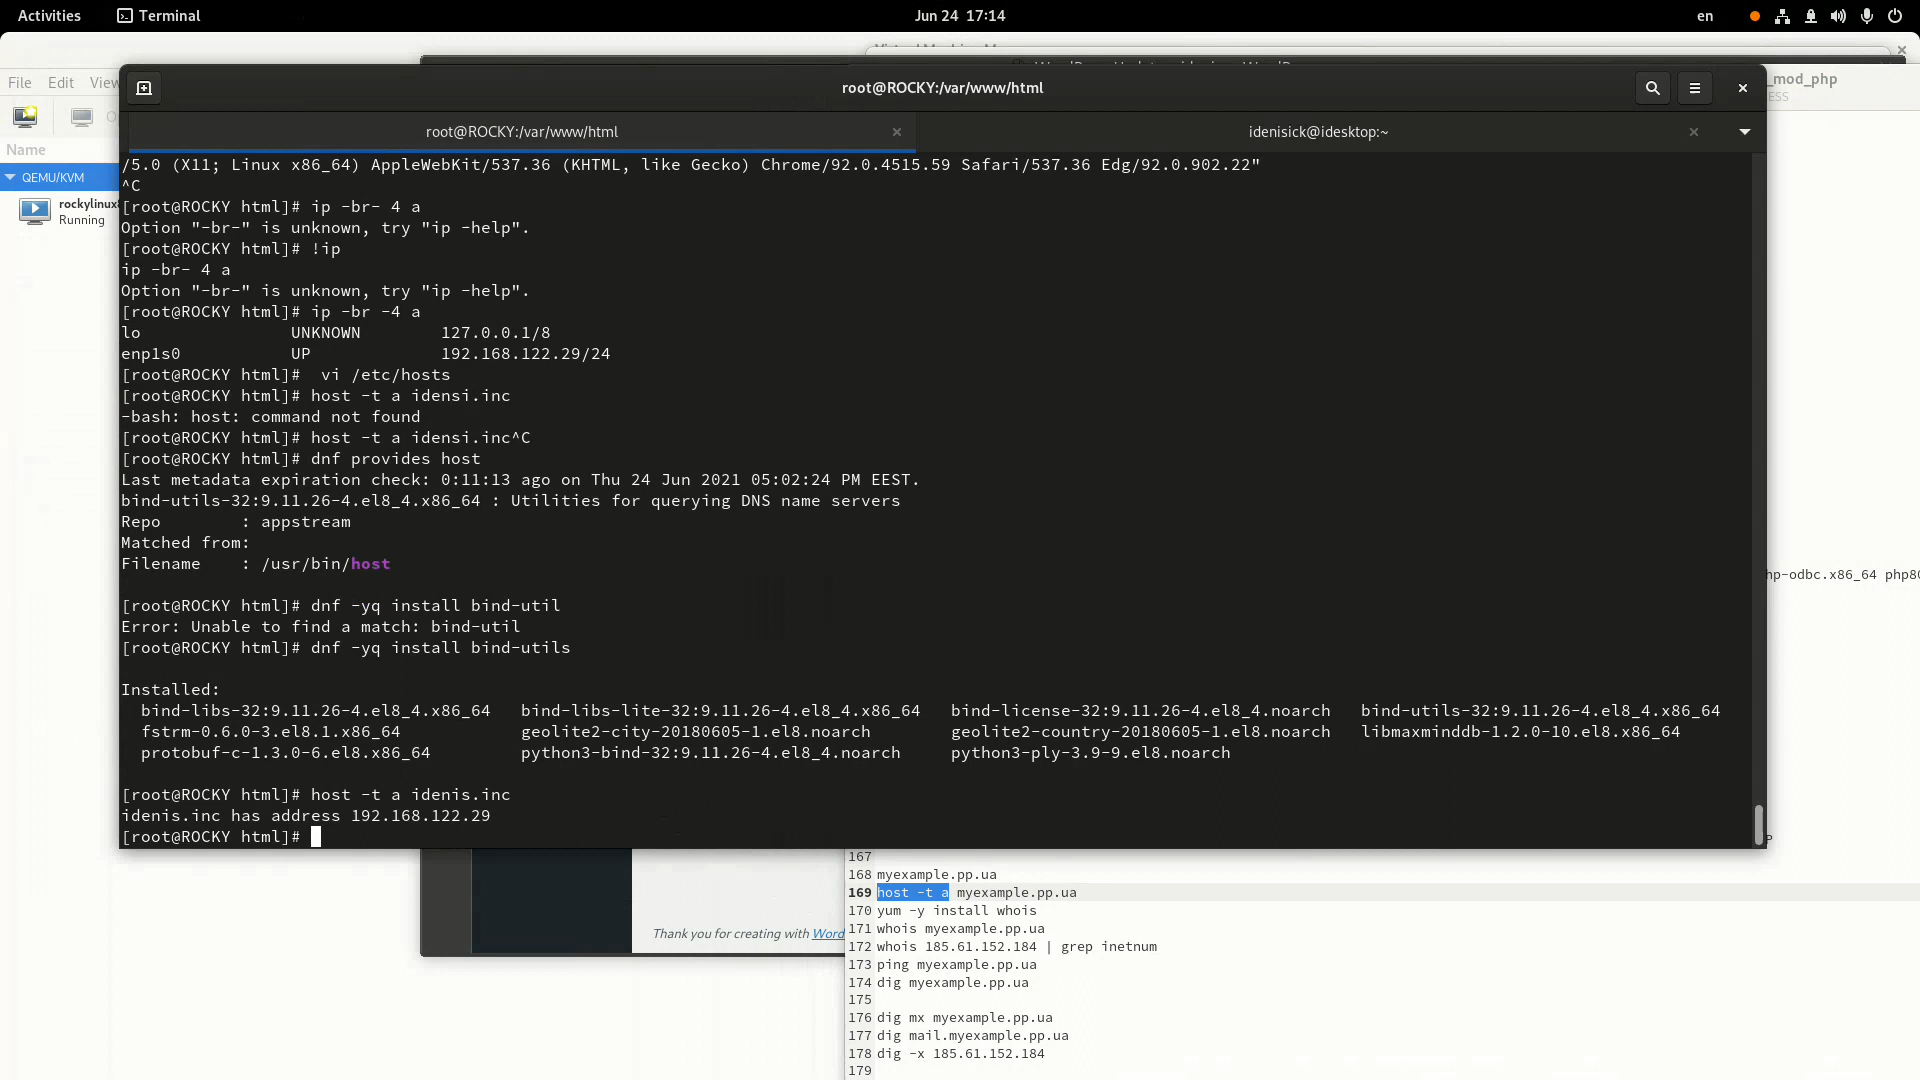 Activities
Terminal
Jun 24 17:14
en
File Edit View
Name
QEMU/KVM
rockylinux8
Running
_mod_php
root@ROCKY:/var/www/html
root@ROCKY:/var/www/html
idenisick@idesktop:~
/5.0 (X11; Linux x86_64) AppleWebKit/537.36 (KHTML, like Gecko) Chrome/92.0.4515.59 Safari/537.36 Edg/92.0.902.22"
^C
[root@ROCKY html]# ip -br- 4 a
Option "-br-" is unknown, try "ip -help".
[root@ROCKY html]# !ip
ip -br- 4 a
Option "-br-" is unknown, try "ip -help".
[root@ROCKY html]# ip -br -4 a
lo               UNKNOWN        127.0.0.1/8
enp1s0           UP             192.168.122.29/24
[root@ROCKY html]#  vi /etc/hosts
[root@ROCKY html]# host -t a idensi.inc
-bash: host: command not found
[root@ROCKY html]# host -t a idensi.inc^C
[root@ROCKY html]# dnf provides host
Last metadata expiration check: 0:11:13 ago on Thu 24 Jun 2021 05:02:24 PM EEST.
bind-utils-32:9.11.26-4.el8_4.x86_64 : Utilities for querying DNS name servers
Repo        : appstream
Matched from:
Filename    : /usr/bin/host
[root@ROCKY html]# dnf -yq install bind-util
Error: Unable to find a match: bind-util
[root@ROCKY html]# dnf -yq install bind-utils
Installed:
bind-libs-32:9.11.26-4.el8_4.x86_64   bind-libs-lite-32:9.11.26-4.el8_4.x86_64   bind-license-32:9.11.26-4.el8_4.noarch   bind-utils-32:9.11.26-4.el8_4.x86_64
fstrm-0.6.0-3.el8.1.x86_64   geolite2-city-20180605-1.el8.noarch   geolite2-country-20180605-1.el8.noarch   libmaxminddb-1.2.0-10.el8.x86_64
protobuf-c-1.3.0-6.el8.x86_64   python3-bind-32:9.11.26-4.el8_4.noarch   python3-ply-3.9-9.el8.noarch
[root@ROCKY html]# host -t a idenis.inc
idenis.inc has address 192.168.122.29
[root@ROCKY html]#
hp-odbc.x86_64 php80
Thank you for creating with Word
167
168 myexample.pp.ua
169 host -t a myexample.pp.ua
170 yum -y install whois
171 whois myexample.pp.ua
172 whois 185.61.152.184 | grep inetnum
173 ping myexample.pp.ua
174 dig myexample.pp.ua
175
176 dig mx myexample.pp.ua
177 dig mail.myexample.pp.ua
178 dig -x 185.61.152.184
179